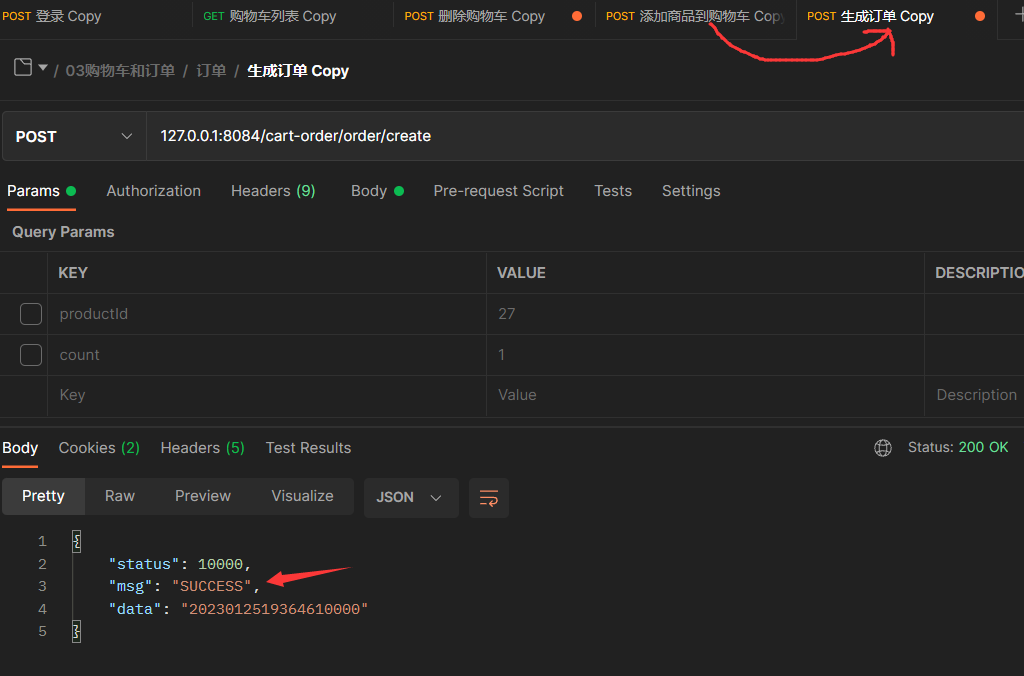 POST 登录 Copy GET 购物车列表 Copy POST 删除购物车 Copy POST 添加商品到购物车 Cop POST 生成订单 Copy
/ 03购物车和订单 / 订单 / 生成订单 Copy
POST 127.0.0.1:8084/cart-order/order/create
Params Authorization Headers (9) Body Pre-request Script Tests Settings
Query Params
KEY VALUE DESCRIPTIO
productId 27
count 1
Key Value Description
Body Cookies (2) Headers (5) Test Results Status: 200 OK
Pretty Raw Preview Visualize JSON
1 {
2 "status": 10000,
3 "msg": "SUCCESS",
4 "data": "2023012519364610000"
5 }